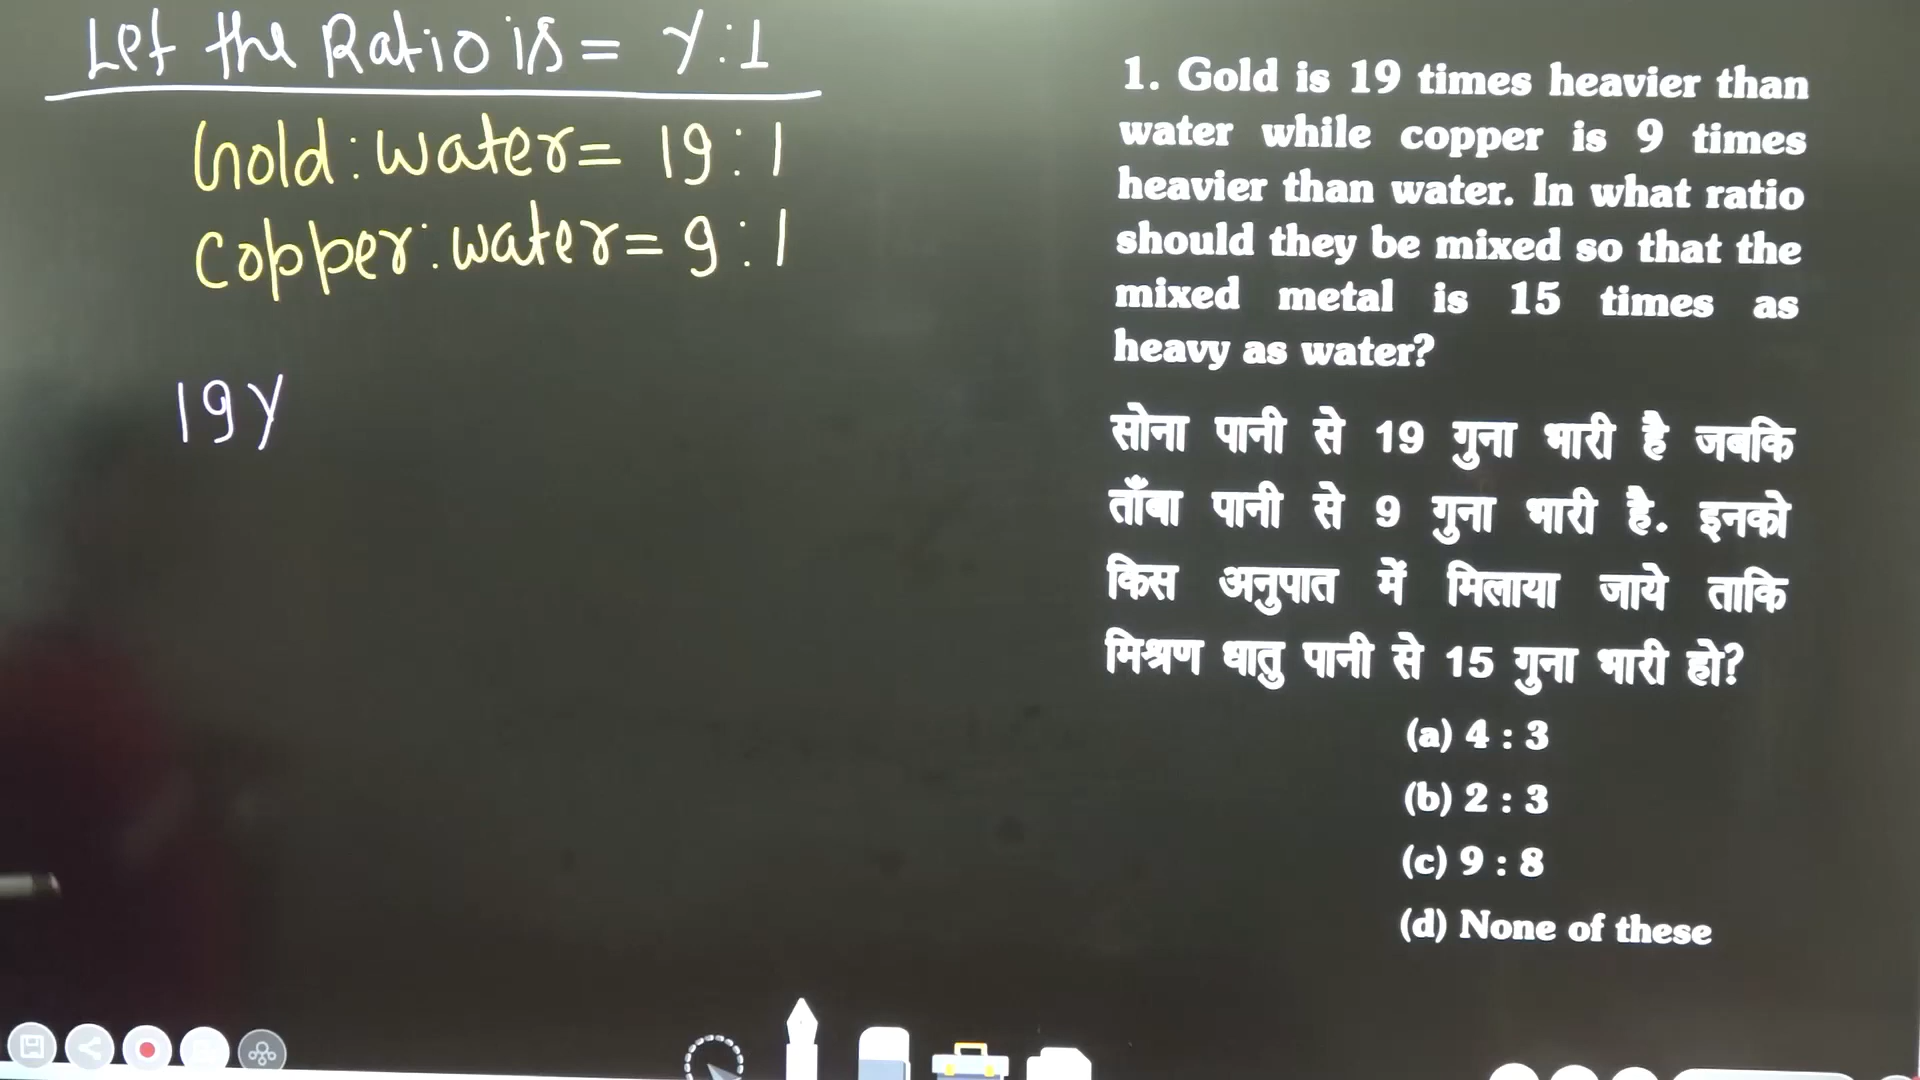 Let the Ratio is = Y:1
Gold:water= 19:1
Copper:water= 9:1
19Y
1. Gold is 19 times heavier than
water while copper is 9 times
heavier than water. In what ratio
should they be mixed so that the
mixed metal is 15 times as
heavy as water?
सोना पानी से 19 गुना भारी है जबकि
ताँबा पानी से 9 गुना भारी है. इनको
किस अनुपात में मिलाया जाये ताकि
मिश्रण धातु पानी से 15 गुना भारी हो?
(a) 4 : 3
(b) 2 : 3
(c) 9 : 8
(d) None of these